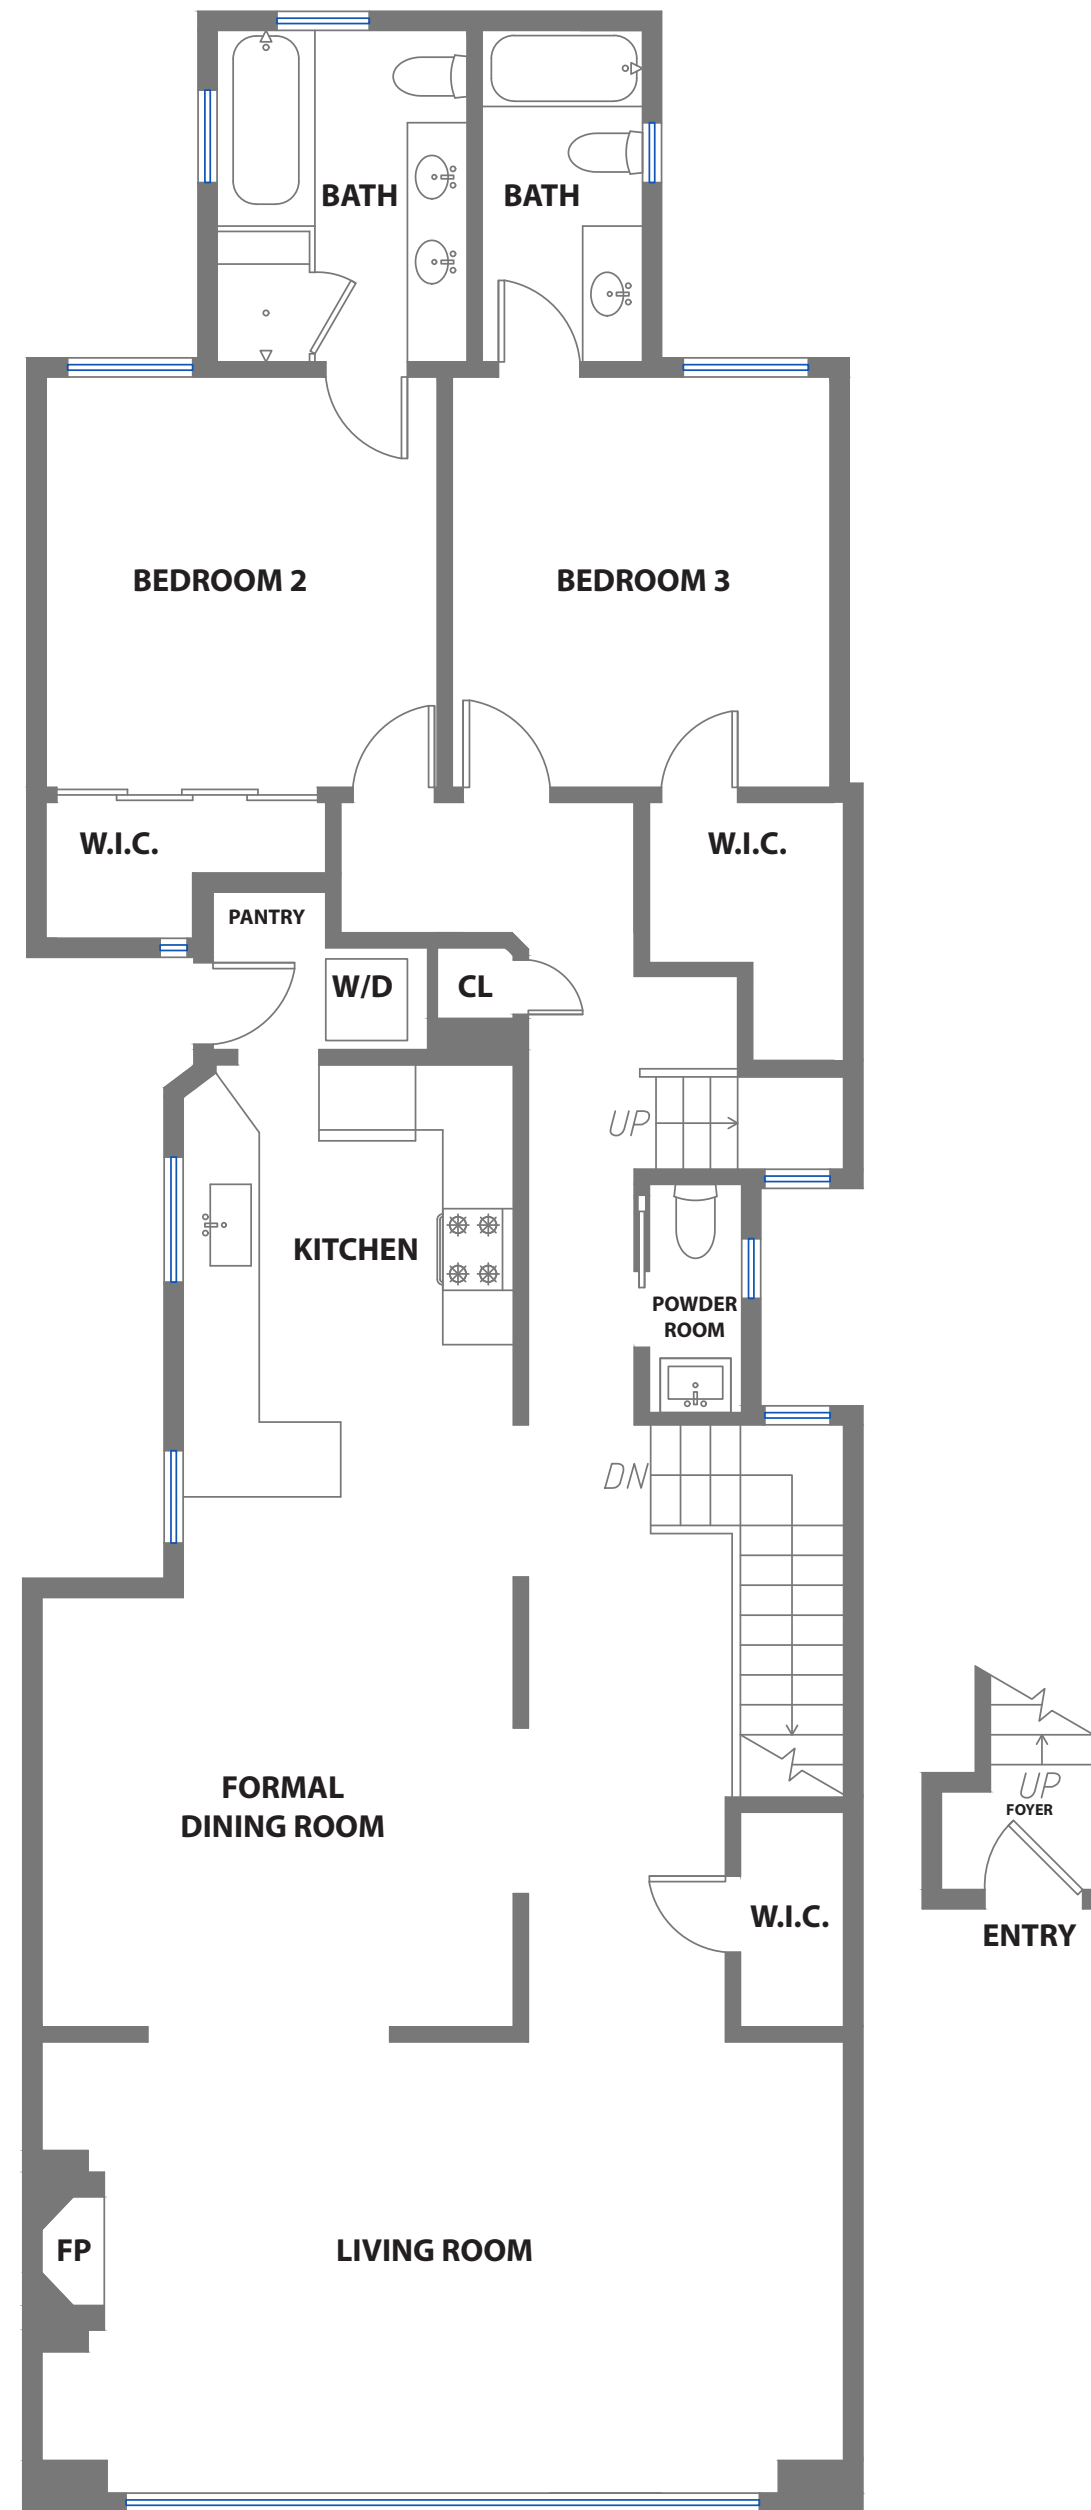 BATH
BATH
BEDROOM 2
BEDROOM 3
W.I.C.
W.I.C.
PANTRY
W/D
CL
UP
KITCHEN
POWDER
ROOM
DN
FORMAL
DINING ROOM
UP
FOYER
W.I.C.
ENTRY
FP
LIVING ROOM